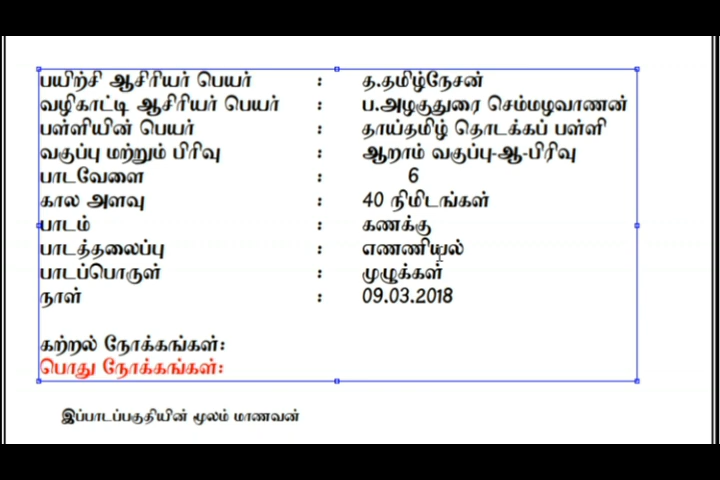 பயிற்சி ஆசிரியர் பெயர் : த.தமிழ்நேசன்
வழிகாட்டி ஆசிரியர் பெயர் : ப.அழகுதுரை செம்மழவாணன்
பள்ளியின் பெயர் : தாய்தமிழ் தொடக்கப் பள்ளி
வகுப்பு மற்றும் பிரிவு : ஆறாம் வகுப்பு-ஆ-பிரிவு
பாடவேளை : 6
கால அளவு : 40 நிமிடங்கள்
பாடம் : கணக்கு
பாடத்தலைப்பு : எணணியல்
பாடப்பொருள் : முழுக்கள்
நாள் : 09.03.2018
கற்றல் நோக்கங்கள்:
பொது நோக்கங்கள்:
இப்பாடப்பகுதியின் மூலம் மாணவன்